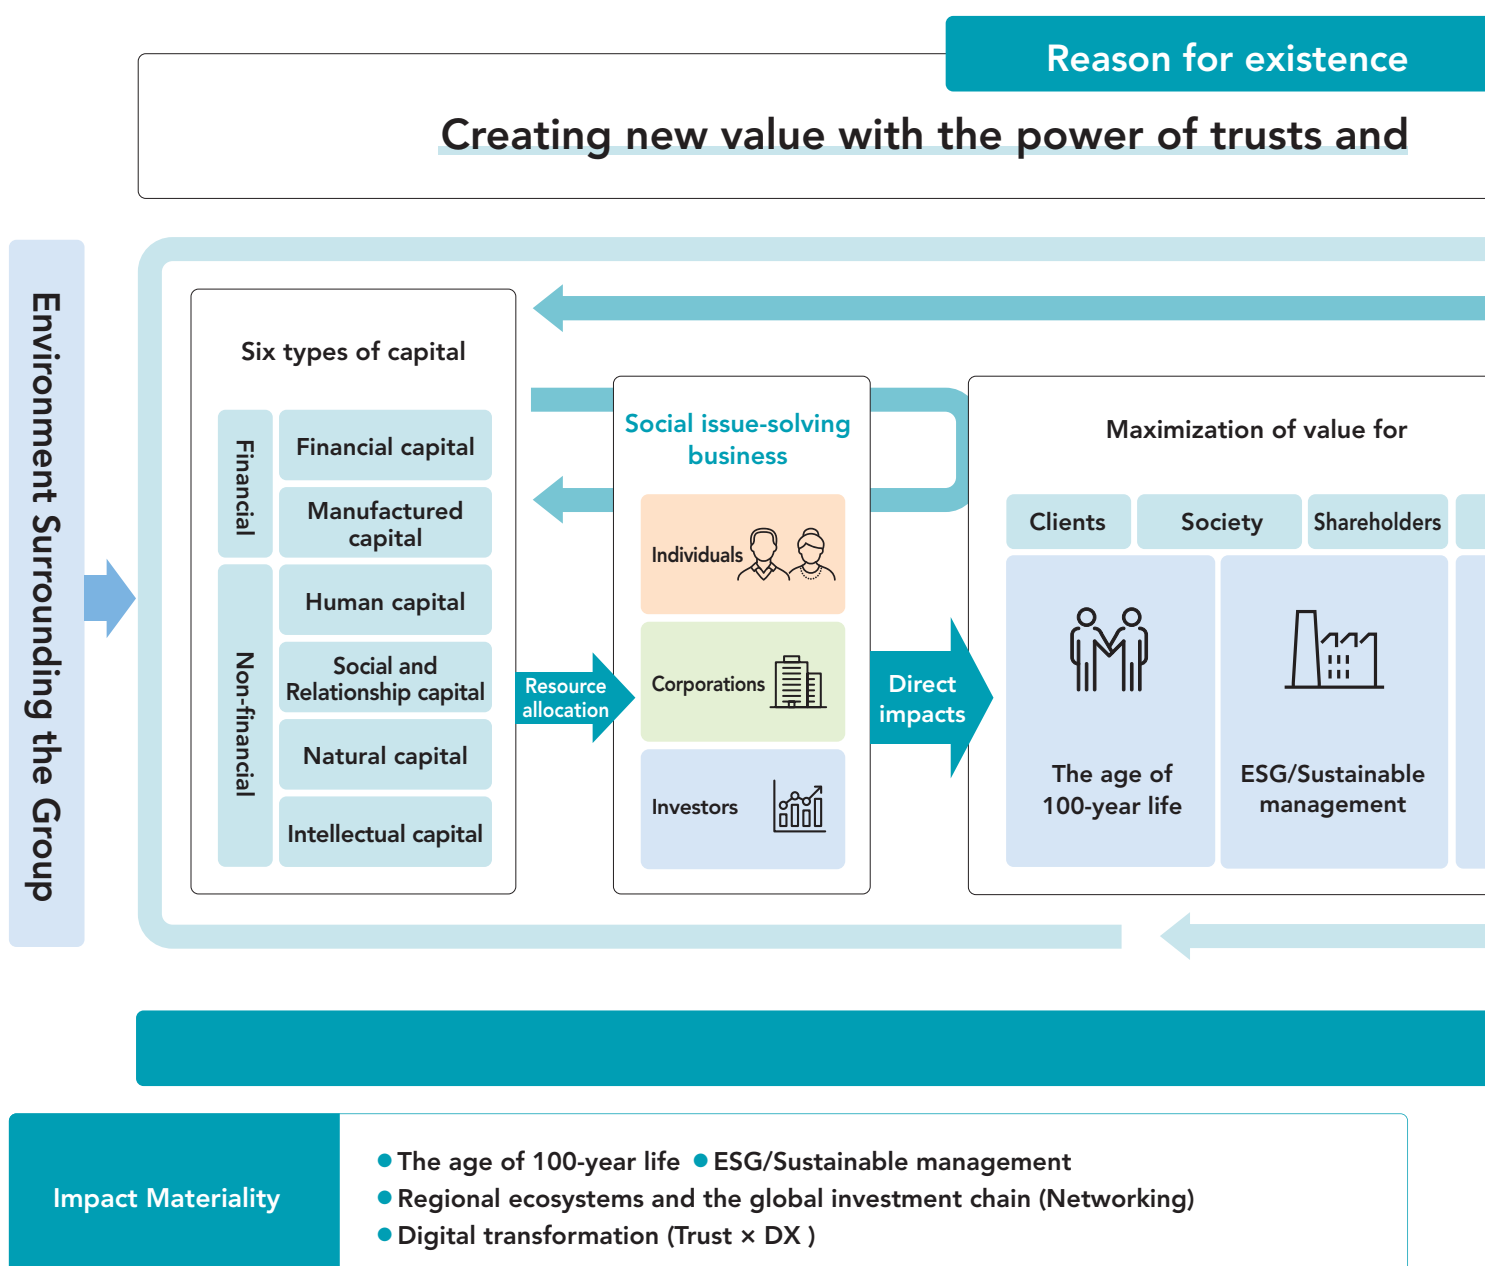 Reason for existence
Creating new value with the power of trusts and
Environment Surrounding the Group
Six types of capital
Financial
Financial capital
Manufactured
capital
Non-financial
Human capital
Social and
Relationship capital
Natural capital
Intellectual capital
Resource
allocation
Social issue-solving
business
Individuals
Corporations
Investors
Direct
impacts
Maximization of value for
Clients
Society
Shareholders
The age of
100-year life
ESG/Sustainable
management
Impact Materiality
● The age of 100-year life ● ESG/Sustainable management
● Regional ecosystems and the global investment chain (Networking)
● Digital transformation (Trust × DX )